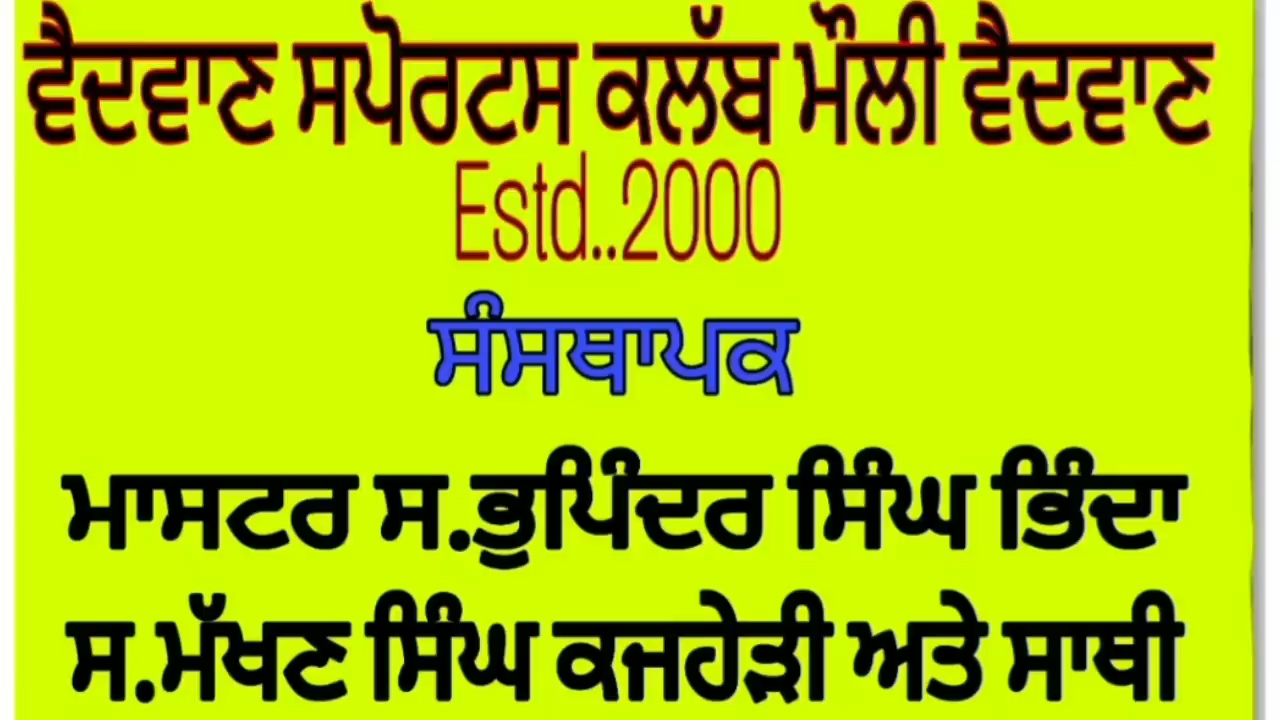 ਵੈਦਵਾਣ ਸਪੋਰਟਸ ਕਲੱਬ ਮੌਲੀ ਵੈਦਵਾਣ
Estd..2000
ਸੰਸਥਾਪਕ
ਮਾਸਟਰ ਸ.ਭੁਪਿੰਦਰ ਸਿੰਘ ਭਿੰਦਾ
ਸ.ਮੱਖਣ ਸਿੰਘ ਕਜਹੇੜੀ ਅਤੇ ਸਾਥੀ